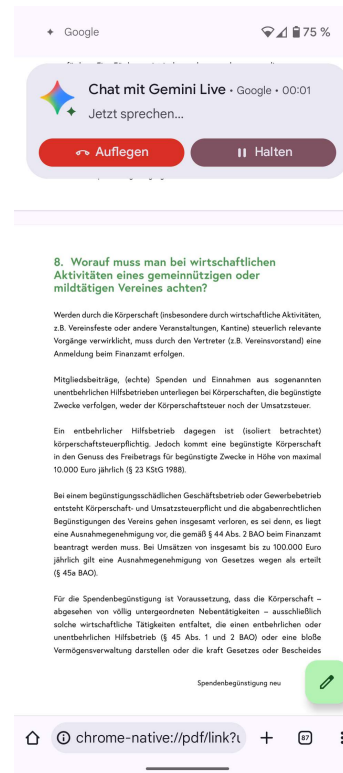 Google
75 %
Chat mit Gemini Live • Google • 00:01
Jetzt sprechen...
Auflegen
Halten
8. Worauf muss man bei wirtschaftlichen
Aktivitäten eines gemeinnützigen oder
mildtätigen Vereines achten?
Werden durch die Körperschaft (insbesondere durch wirtschaftliche Aktivitäten,
z.B. Vereinsfeste oder andere Veranstaltungen, Kantine) steuerlich relevante
Vorgänge verwirklicht, muss durch den Vertreter (z.B. Vereinsvorstand) eine
Anmeldung beim Finanzamt erfolgen.
Mitgliedsbeiträge, (echte) Spenden und Einnahmen aus sogenannten
unentbehrlichen Hilfsbetrieben unterliegen bei Körperschaften, die begünstigte
Zwecke verfolgen, weder der Körperschaftsteuer noch der Umsatzsteuer.
Ein entbehrlicher Hilfsbetrieb dagegen ist (isoliert betrachtet)
körperschaftsteuerpflichtig. Jedoch kommt eine begünstigte Körperschaft
in den Genuss des Freibetrags für begünstigte Zwecke in Höhe von maximal
10.000 Euro jährlich (§ 23 KStG 1988).
Bei einem begünstigungsschädlichen Geschäftsbetrieb oder Gewerbebetrieb
entsteht Körperschaft- und Umsatzsteuerpflicht und die abgabenrechtlichen
Begünstigungen des Vereins gehen insgesamt verloren, es sei denn, es liegt
eine Ausnahmegenehmigung vor, die gemäß § 44 Abs. 2 BAO beim Finanzamt
beantragt werden muss. Bei Umsätzen von insgesamt bis zu 100.000 Euro
jährlich gilt eine Ausnahmegenehmigung von Gesetzes wegen als erteilt
(§ 45a BAO).
Für die Spendenbegünstigung ist Voraussetzung, dass die Körperschaft –
abgesehen von völlig untergeordneten Nebentätigkeiten – ausschließlich
solche wirtschaftliche Tätigkeiten entfaltet, die einen entbehrlichen oder
unentbehrlichen Hilfsbetrieb (§ 45 Abs. 1 und 2 BAO) oder eine bloße
Vermögensverwaltung darstellen oder die kraft Gesetzes oder Bescheides
Spendenbegünstigung neu
chrome-native://pdf/link?u
87